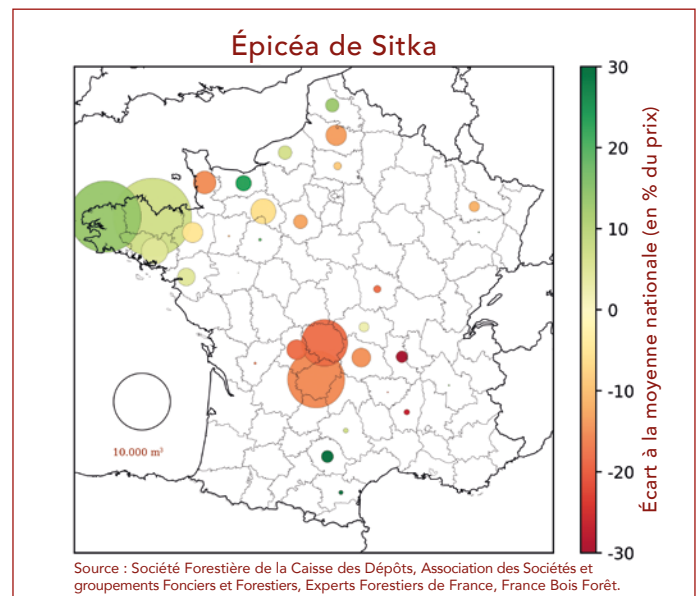 Épicéa de Sitka
30
20
10
0
-10
-20
-30
Écart à la moyenne nationale (en % du prix)
10.000 m³
Source : Société Forestière de la Caisse des Dépôts, Association des Sociétés et
groupements Fonciers et Forestiers, Experts Forestiers de France, France Bois Forêt.